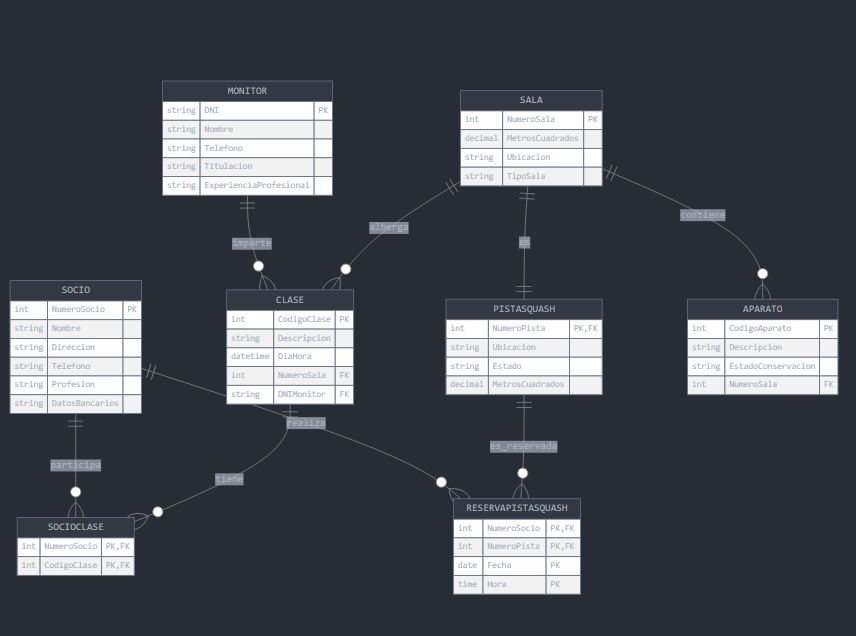 MONITOR
string DNI PK
string Nombre
string Telefono
string Titulacion
string ExperienciaProfesional
SALA
int NumeroSala PK
decimal MetrosCuadrados
string Ubicacion
string TipoSala
imparte
alberga
es
contiene
SOCIO
int NumeroSocio PK
string Nombre
string Direccion
string Telefono
string Profesion
string DatosBancarios
CLASE
int CodigoClase PK
string Descripcion
datetime DiaHora
int NumeroSala FK
string DNIMonitor FK
PISTASQUASH
int NumeroPista PK,FK
string Ubicacion
string Estado
decimal MetrosCuadrados
APARATO
int CodigoAparato PK
string Descripcion
string EstadoConservacion
int NumeroSala FK
realiza
es_reservada
participa
tiene
SOCIOCLASE
int NumeroSocio PK,FK
int CodigoClase PK,FK
RESERVAPISTASQUASH
int NumeroSocio PK,FK
int NumeroPista PK,FK
date Fecha PK
time Hora PK